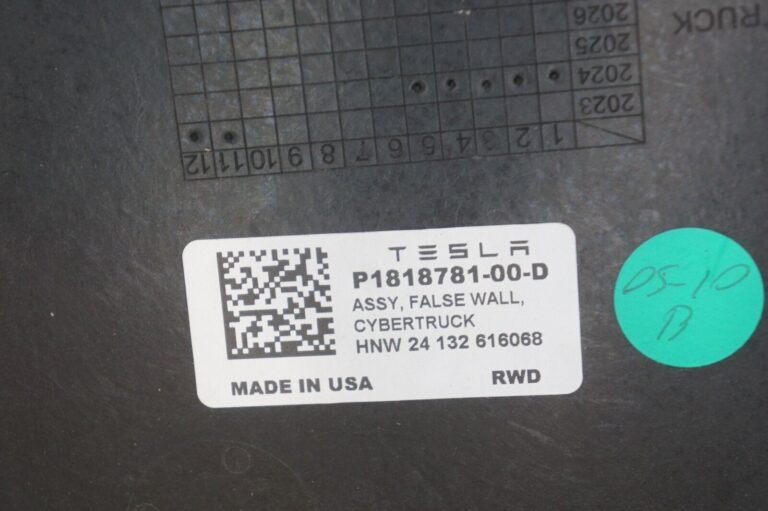 TRUCK
2026
2025
2024
2023
12 11 10 9 8 7 6 5 4 3 2 1
TESLA
P1818781-00-D
ASSY, FALSE WALL,
CYBERTRUCK
HNW 24 132 616068
MADE IN USA RWD
05-10
B